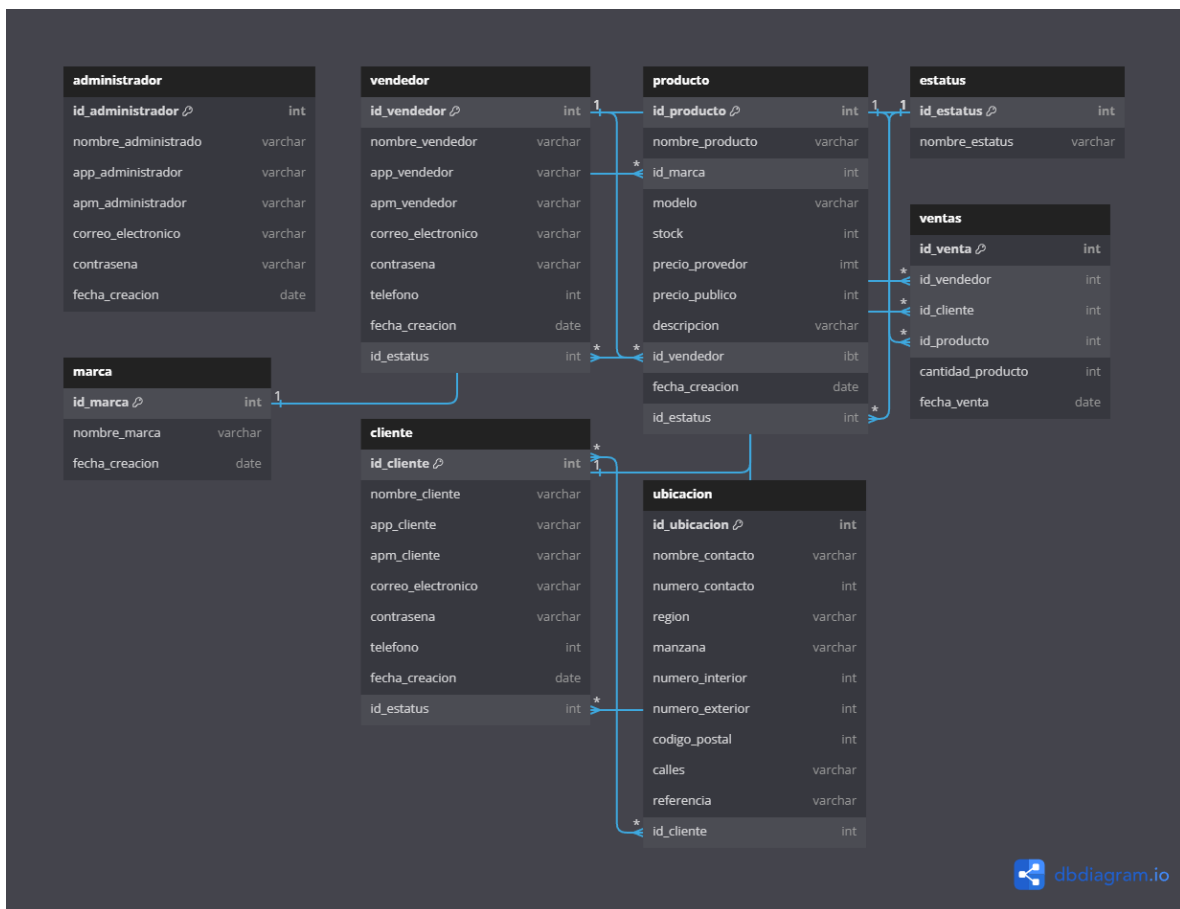 administrador
id_administrador int
nombre_administrado varchar
app_administrador varchar
apm_administrador varchar
correo_electronico varchar
contrasena varchar
fecha_creacion date
vendedor
id_vendedor int 1
nombre_vendedor varchar
app_vendedor varchar
apm_vendedor varchar
correo_electronico varchar
contrasena varchar
telefono int
fecha_creacion date
id_estatus int *
producto
id_producto int 1
nombre_producto varchar
* id_marca int
modelo varchar
stock int
precio_provedor imt
precio_publico int
descripcion varchar
* id_vendedor ibt
fecha_creacion date
id_estatus int *
estatus
1 id_estatus int
nombre_estatus varchar
ventas
id_venta int
* id_vendedor int
* id_cliente int
* id_producto int
cantidad_producto int
fecha_venta date
marca
id_marca int 1
nombre_marca varchar
fecha_creacion date
cliente
*
id_cliente int 1
nombre_cliente varchar
app_cliente varchar
apm_cliente varchar
correo_electronico varchar
contrasena varchar
telefono int
fecha_creacion date
id_estatus int *
ubicacion
id_ubicacion int
nombre_contacto varchar
numero_contacto int
region varchar
manzana varchar
numero_interior int
numero_exterior int
codigo_postal int
calles varchar
referencia varchar
* id_cliente int
dbdiagram.io